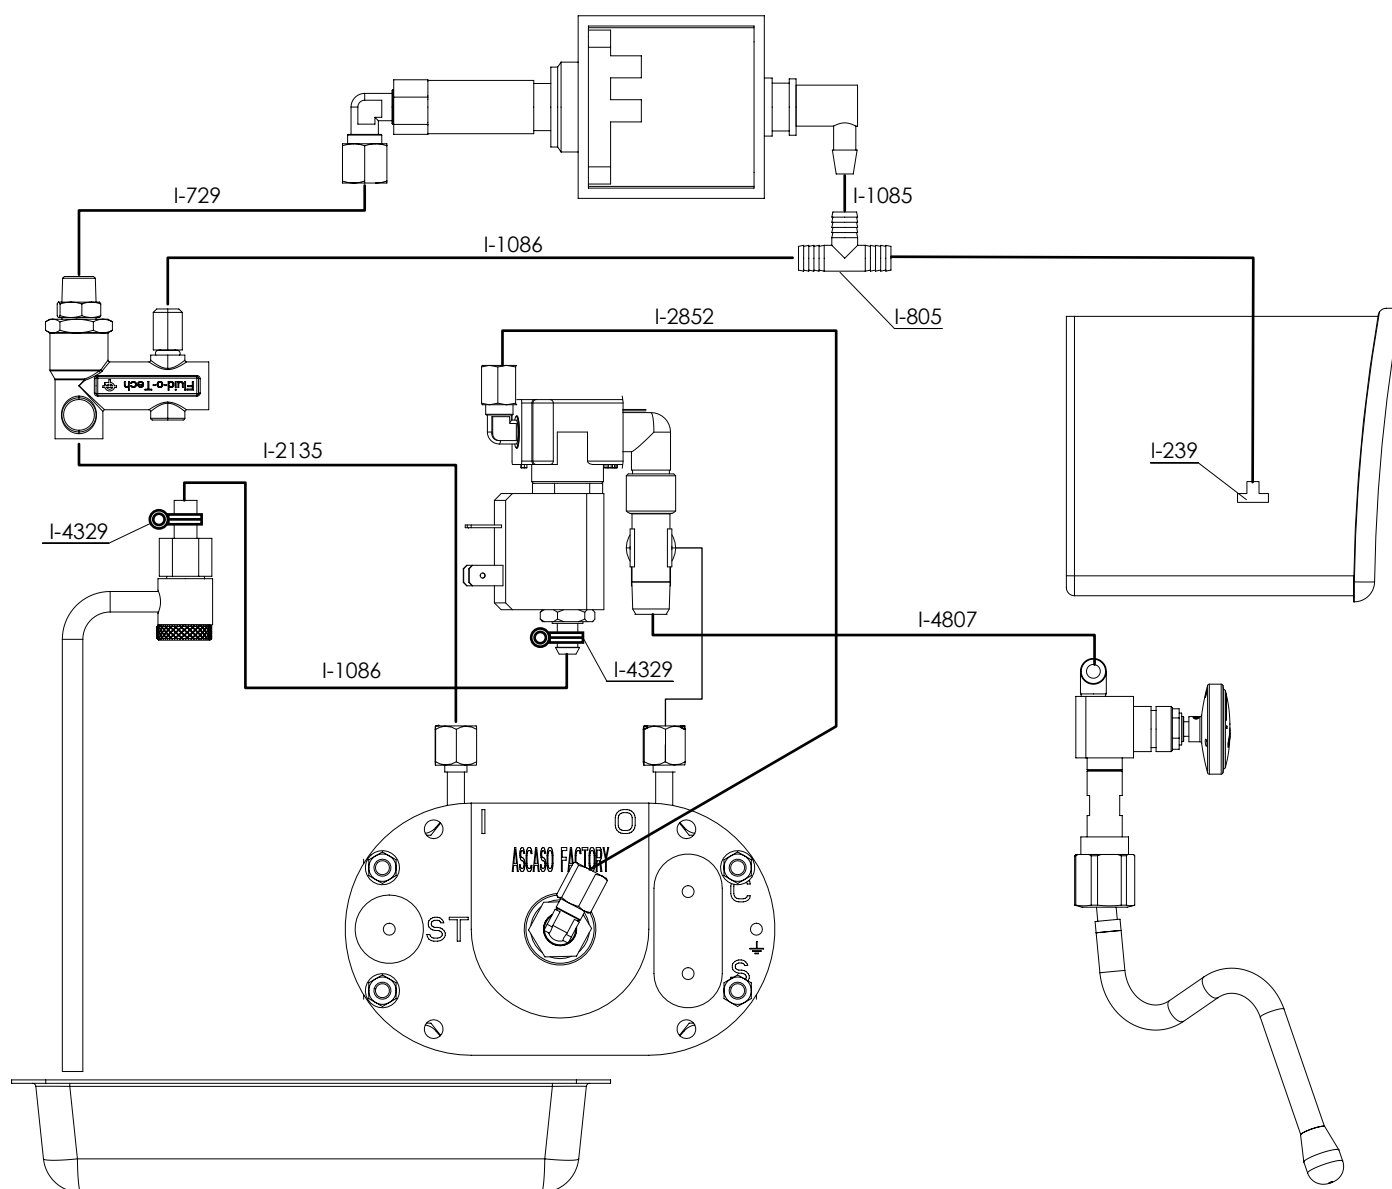 I-729
I-1085
I-1086
I-805
I-2852
Fluid-o-Tech
I-2135
I-239
I-4329
I-4807
I-1086
I-4329
I O
ASCASO FACTORY
C
ST
S